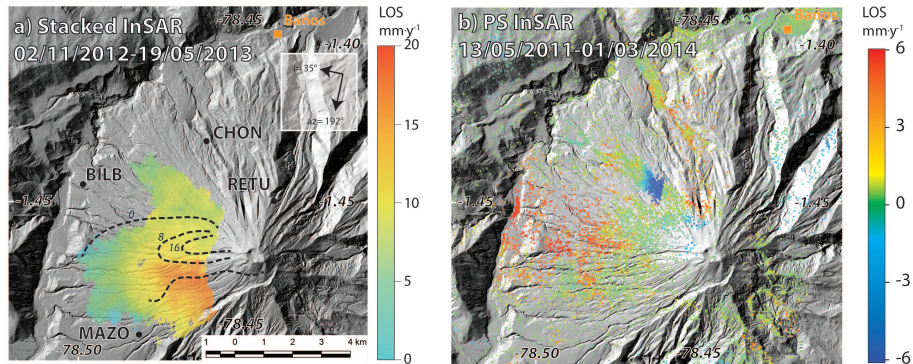 a) Stacked InSAR
02/11/2012-19/05/2013
-78.45
Baños
-1.40
i= 35°
az= 192°
CHON
BILB
RETU
-1.45
-1.45
0
8
16
MAZO
-78.50
-78.45
1 0 1 2 3 4 km
LOS
mm·y⁻¹
20
15
10
5
0
b) PS InSAR
13/05/2011-01/03/2014
-78.45
Baños
-1.40
-1.45
-1.45
-78.50
-78.45
LOS
mm·y⁻¹
6
3
0
-3
-6